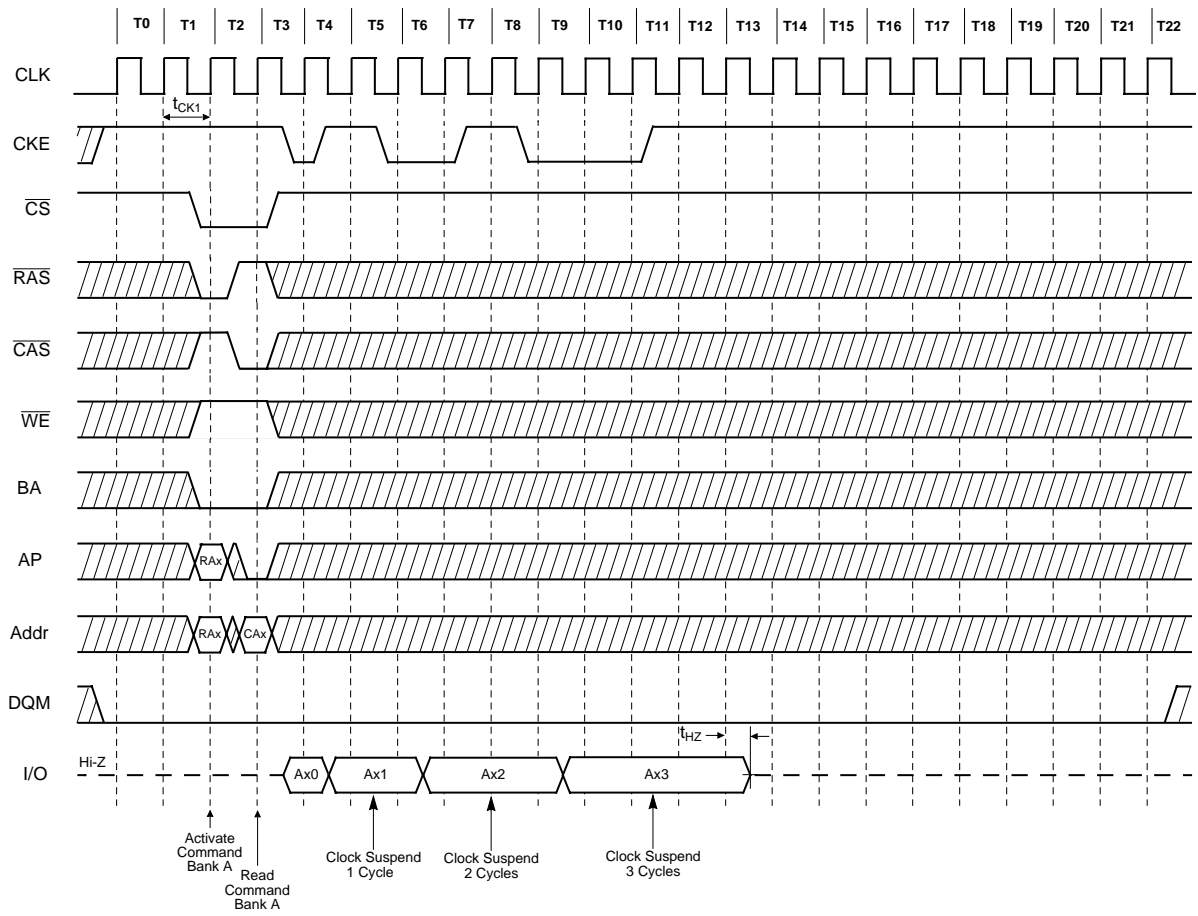 T0 T1 T2 T3 T4 T5 T6 T7 T8 T9 T10 T11 T12 T13 T14 T15 T16 T17 T18 T19 T20 T21 T22
CLK
tCK1
CKE
CS
RAS
CAS
WE
BA
AP
RAx
Addr
RAx CAx
DQM
tHZ
I/O
Hi-Z
Ax0 Ax1 Ax2 Ax3
Activate
Command
Bank A
Read
Command
Bank A
Clock Suspend
1 Cycle
Clock Suspend
2 Cycles
Clock Suspend
3 Cycles